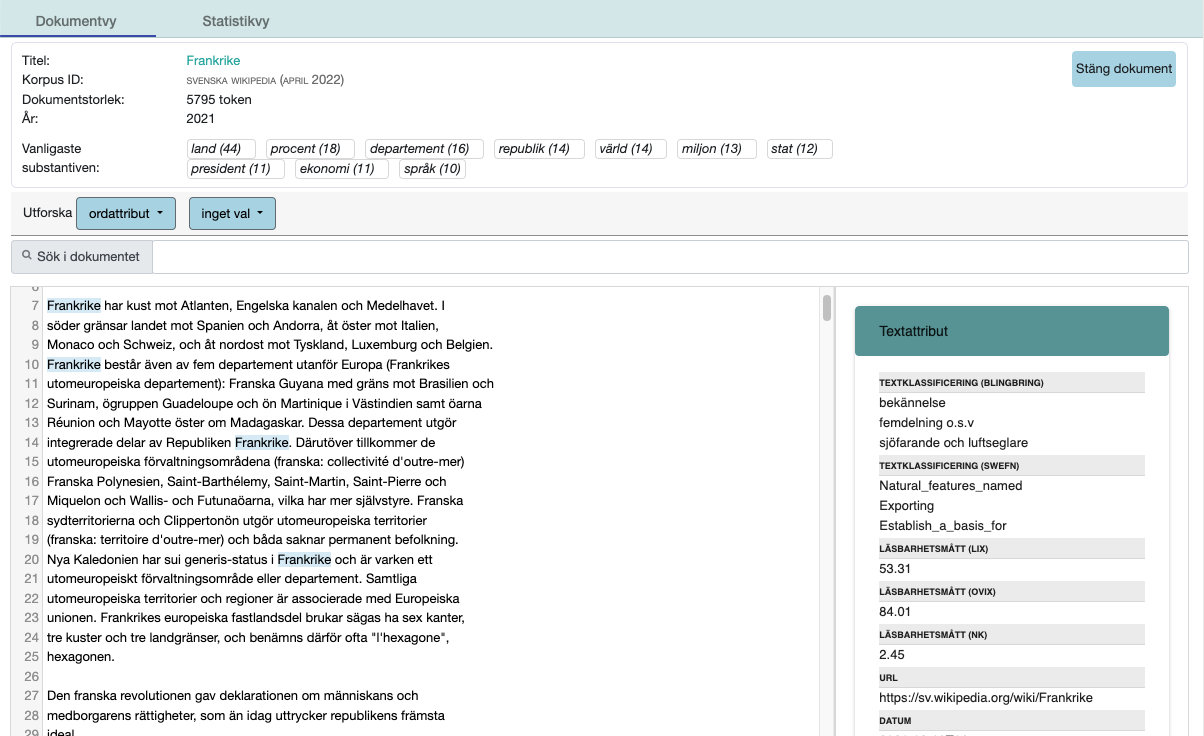 Dokumentvy Statistikvy
Titel: Frankrike Stäng dokument
Korpus ID: SVENSKA WIKIPEDIA (APRIL 2022)
Dokumentstorlek: 5795 token
År: 2021
Vanligaste substantiven: land (44) procent (18) departement (16) republik (14) värld (14) miljon (13) stat (12)
president (11) ekonomi (11) språk (10)
Utforska ordattribut inget val
Sök i dokumentet
7 Frankrike har kust mot Atlanten, Engelska kanalen och Medelhavet. I
8 söder gränsar landet mot Spanien och Andorra, åt öster mot Italien,
9 Monaco och Schweiz, och åt nordost mot Tyskland, Luxemburg och Belgien.
10 Frankrike består även av fem departement utanför Europa (Frankrikes
11 utomeuropeiska departement): Franska Guyana med gräns mot Brasilien och
12 Surinam, ögruppen Guadeloupe och ön Martinique i Västindien samt öarna
13 Réunion och Mayotte öster om Madagaskar. Dessa departement utgör
14 integrerade delar av Republiken Frankrike. Därutöver tillkommer de
15 utomeuropeiska förvaltningsområdena (franska: collectivité d'outre-mer)
16 Franska Polynesien, Saint-Barthélemy, Saint-Martin, Saint-Pierre och
17 Miquelon och Wallis- och Futunaöarna, vilka har mer självstyre. Franska
18 sydterritorierna och Clippertonön utgör utomeuropeiska territorier
19 (franska: territoire d'outre-mer) och båda saknar permanent befolkning.
20 Nya Kaledonien har sui generis-status i Frankrike och är varken ett
21 utomeuropeiskt förvaltningsområde eller departement. Samtliga
22 utomeuropeiska territorier och regioner är associerade med Europeiska
23 unionen. Frankrikes europeiska fastlandsdel brukar sägas ha sex kanter,
24 tre kuster och tre landgränser, och benämns därför ofta "l'hexagone",
25 hexagonen.
26
27 Den franska revolutionen gav deklarationen om människans och
28 medborgarens rättigheter, som än idag uttrycker republikens främsta
29 ideal
Textattribut
TEXTKLASSIFICERING (BLINGBRING)
bekännelse
femdelning o.s.v
sjöfarande och luftseglare
TEXTKLASSIFICERING (SWEFN)
Natural_features_named
Exporting
Establish_a_basis_for
LÄSBARHETSMÅTT (LIX)
53.31
LÄSBARHETSMÅTT (OVIX)
84.01
LÄSBARHETSMÅTT (NK)
2.45
URL
https://sv.wikipedia.org/wiki/Frankrike
DATUM